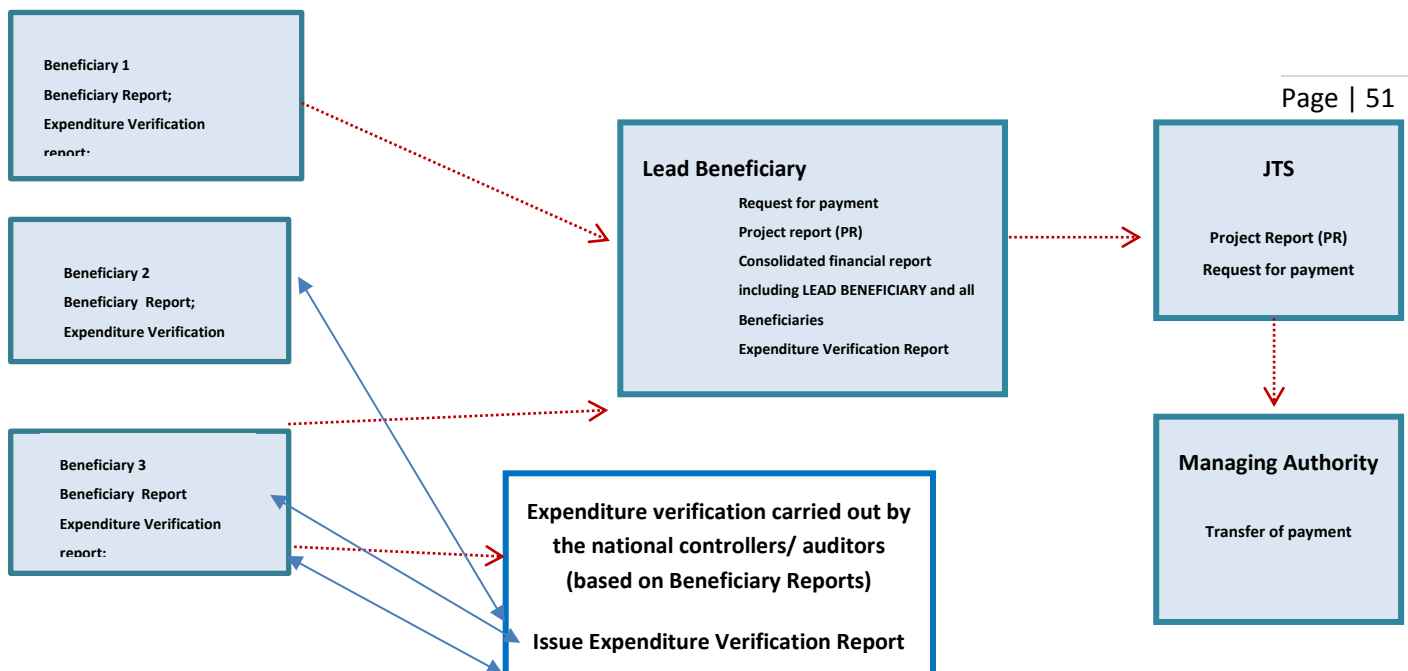 Page | 51
Beneficiary 1
Beneficiary Report;
Expenditure Verification
report;
Beneficiary 2
Beneficiary Report;
Expenditure Verification
Beneficiary 3
Beneficiary Report
Expenditure Verification
report;
Lead Beneficiary
Request for payment
Project report (PR)
Consolidated financial report
including LEAD BENEFICIARY and all
Beneficiaries
Expenditure Verification Report
JTS
Project Report (PR)
Request for payment
Managing Authority
Transfer of payment
Expenditure verification carried out by
the national controllers/ auditors
(based on Beneficiary Reports)
Issue Expenditure Verification Report